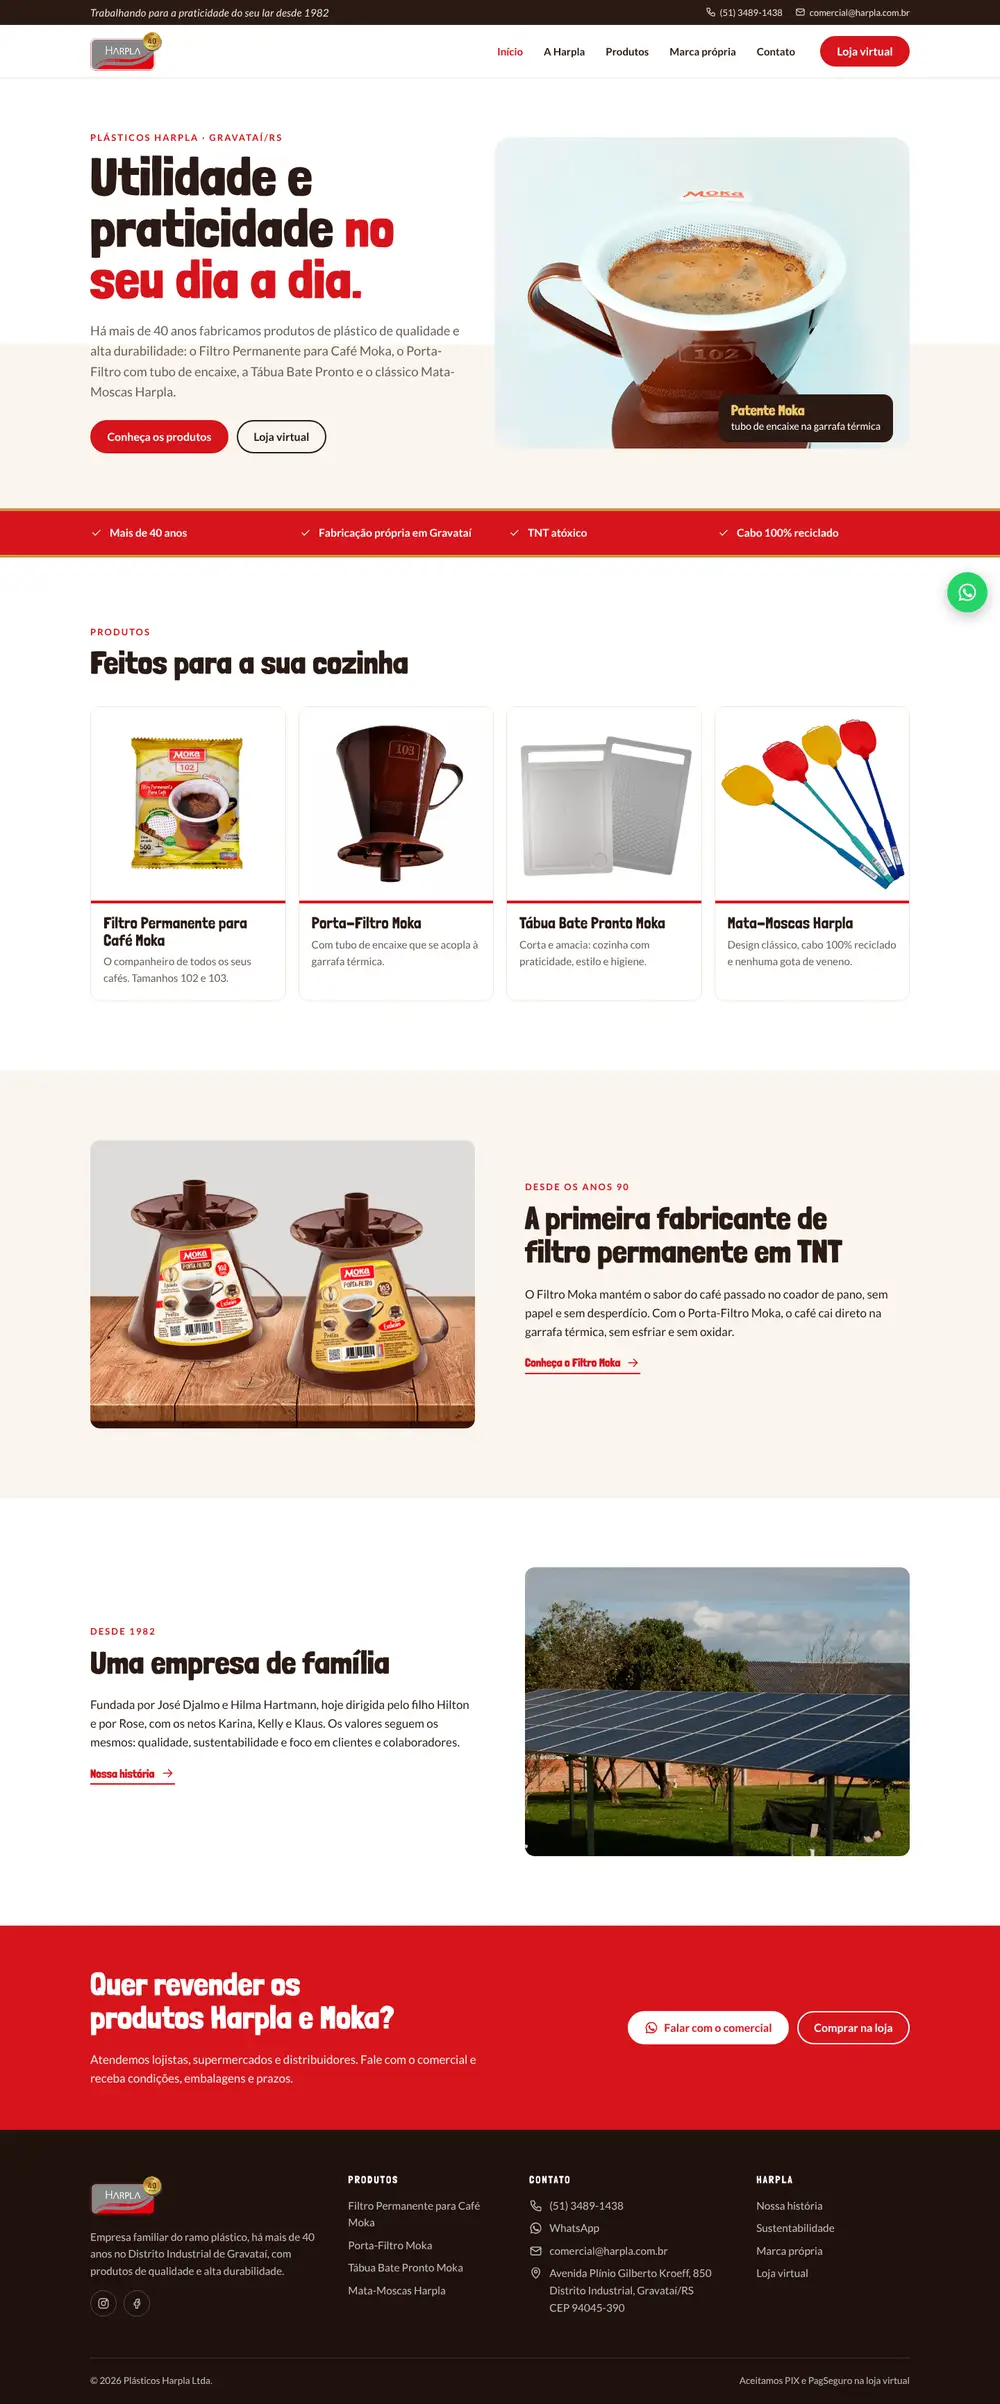 Trabalhando para a praticidade do seu lar desde 1982
(51) 3489-1438
comercial@harpla.com.br
HARPLA
40
Início
A Harpla
Produtos
Marca própria
Contato
Loja virtual
PLÁSTICOS HARPLA · GRAVATAÍ/RS
Utilidade e
praticidade no
seu dia a dia.
Há mais de 40 anos fabricamos produtos de plástico de qualidade e
alta durabilidade: o Filtro Permanente para Café Moka, o Porta-
Filtro com tubo de encaixe, a Tábua Bate Pronto e o clássico Mata-
Moscas Harpla.
Conheça os produtos
Loja virtual
Moka
102
Patente Moka
tubo de encaixe na garrafa térmica
Mais de 40 anos
Fabricação própria em Gravataí
TNT atóxico
Cabo 100% reciclado
PRODUTOS
Feitos para a sua cozinha
Moka
102
Filtro Permanente
Para Café
500
103
Filtro Permanente para
Café Moka
O companheiro de todos os seus
cafés. Tamanhos 102 e 103.
Porta-Filtro Moka
Com tubo de encaixe que se acopla à
garrafa térmica.
Tábua Bate Pronto Moka
Corta e amacia: cozinha com
praticidade, estilo e higiene.
Mata-Moscas Harpla
Design clássico, cabo 100% reciclado
e nenhuma gota de veneno.
Moka
PORTA-FILTRO
102
Moka
PORTA-FILTRO
103
Exclusivo
Prática
DESDE OS ANOS 90
A primeira fabricante de
filtro permanente em TNT
O Filtro Moka mantém o sabor do café passado no coador de pano, sem
papel e sem desperdício. Com o Porta-Filtro Moka, o café cai direto na
garrafa térmica, sem esfriar e sem oxidar.
Conheça o Filtro Moka
DESDE 1982
Uma empresa de família
Fundada por José Djalmo e Hilma Hartmann, hoje dirigida pelo filho Hilton
e por Rose, com os netos Karina, Kelly e Klaus. Os valores seguem os
mesmos: qualidade, sustentabilidade e foco em clientes e colaboradores.
Nossa história
Quer revender os
produtos Harpla e Moka?
Atendemos lojistas, supermercados e distribuidores. Fale com o comercial e
receba condições, embalagens e prazos.
Falar com o comercial
Comprar na loja
HARPLA
40
Empresa familiar do ramo plástico, há mais de 40
anos no Distrito Industrial de Gravataí, com
produtos de qualidade e alta durabilidade.
PRODUTOS
Filtro Permanente para Café
Moka
Porta-Filtro Moka
Tábua Bate Pronto Moka
Mata-Moscas Harpla
CONTATO
(51) 3489-1438
WhatsApp
comercial@harpla.com.br
Avenida Plínio Gilberto Kroeff, 850
Distrito Industrial, Gravataí/RS
CEP 94045-390
HARPLA
Nossa história
Sustentabilidade
Marca própria
Loja virtual
© 2026 Plásticos Harpla Ltda.
Aceitamos PIX e PagSeguro na loja virtual